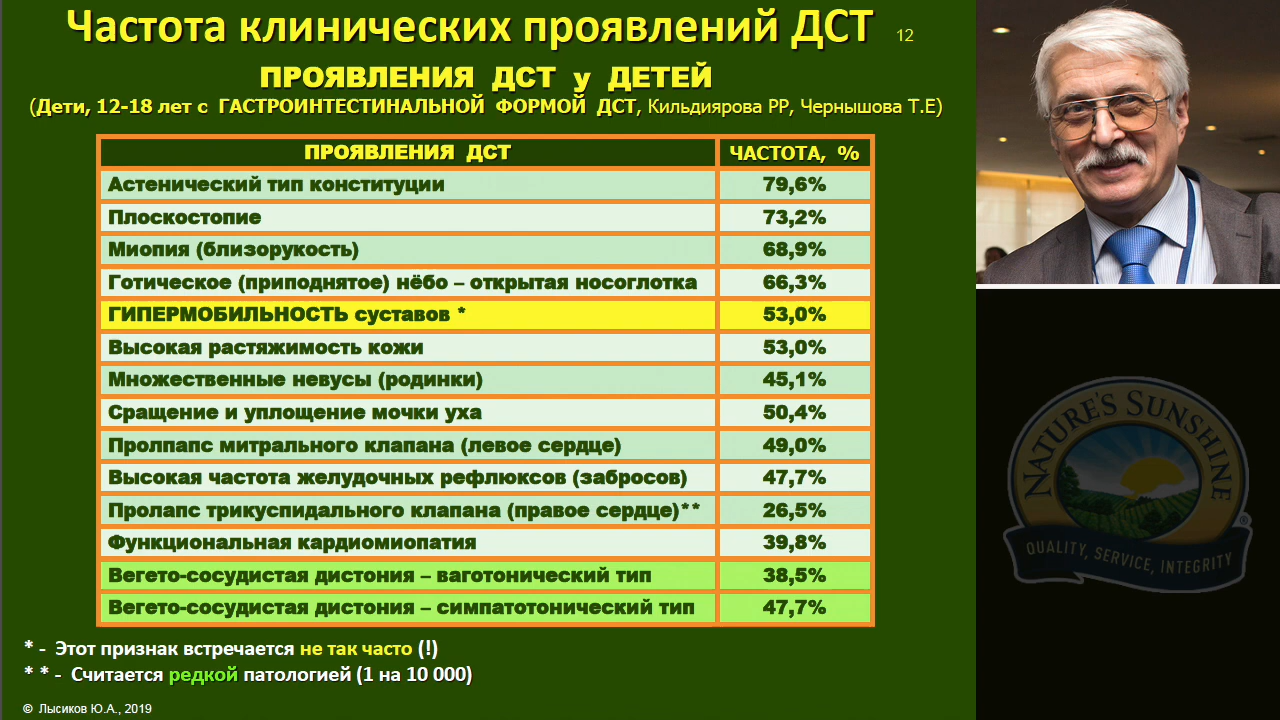 Частота клинических проявлений ДСТ 12
ПРОЯВЛЕНИЯ ДСТ у ДЕТЕЙ
(Дети, 12-18 лет с ГАСТРОИНТЕСТИНАЛЬНОЙ ФОРМОЙ ДСТ, Кильдиярова РР, Чернышова Т.Е)
ПРОЯВЛЕНИЯ ДСТ ЧАСТОТА, %
Астенический тип конституции 79,6%
Плоскостопие 73,2%
Миопия (близорукость) 68,9%
Готическое (приподнятое) нёбо – открытая носоглотка 66,3%
ГИПЕРМОБИЛЬНОСТЬ суставов * 53,0%
Высокая растяжимость кожи 53,0%
Множественные невусы (родинки) 45,1%
Сращение и уплощение мочки уха 50,4%
Пролпапс митрального клапана (левое сердце) 49,0%
Высокая частота желудочных рефлюксов (забросов) 47,7%
Пролапс трикуспидального клапана (правое сердце)** 26,5%
Функциональная кардиомиопатия 39,8%
Вегето-сосудистая дистония – ваготонический тип 38,5%
Вегето-сосудистая дистония – симпатотонический тип 47,7%
* - Этот признак встречается не так часто (!)
* * - Считается редкой патологией (1 на 10 000)
© Лысиков Ю.А., 2019
NATURE'S SUNSHINE
®
QUALITY, SERVICE, INTEGRITY